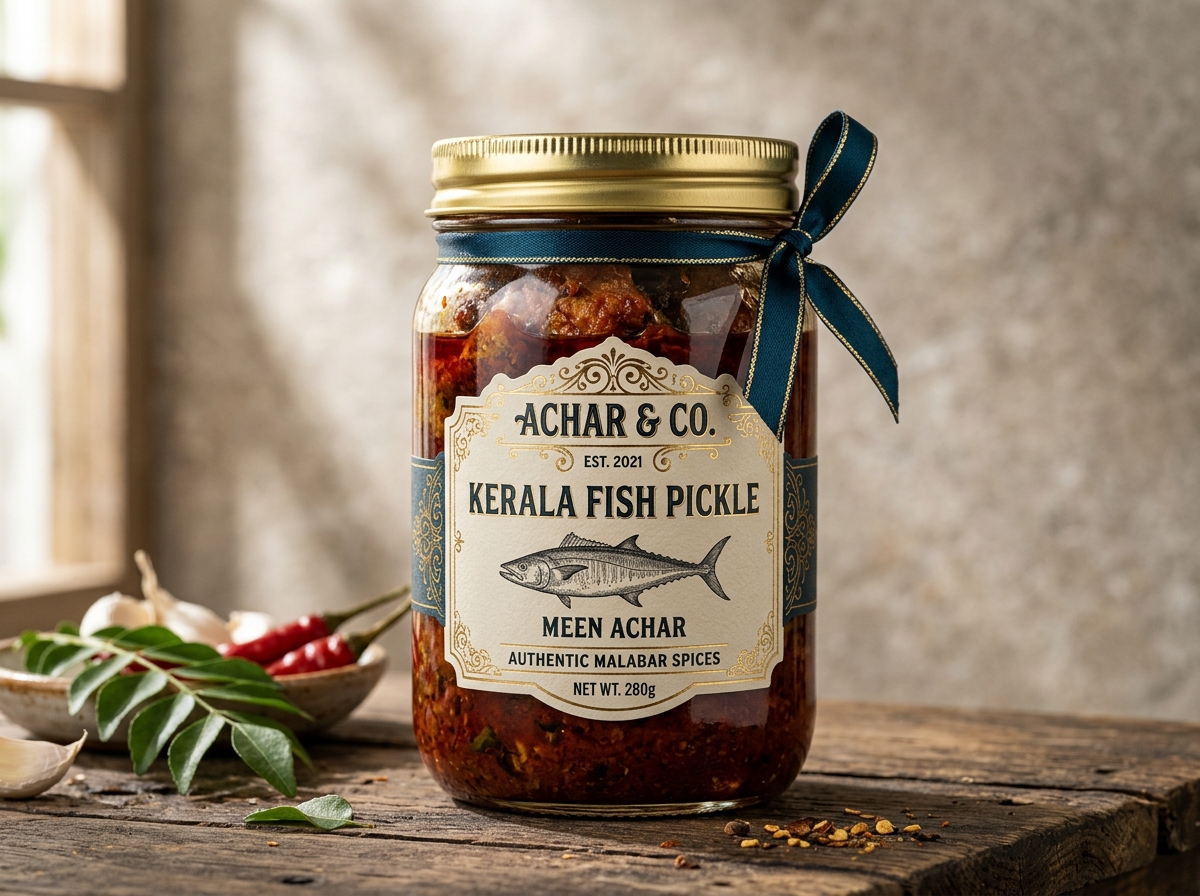 ACHAR & CO.
EST. 2021
KERALA FISH PICKLE
MEEN ACHAR
AUTHENTIC MALABAR SPICES
NET WT. 280g